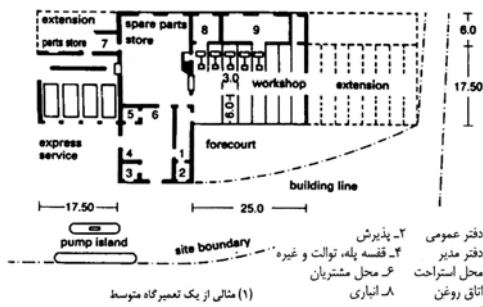 extension
parts store
7
spare parts
store
8
9
6.0
3.0
workshop
extension
17.50
6.0
5
6
express
service
4
3
1
2
forecourt
building line
17.50
25.0
pump island
site boundary
دفتر عمومی ۲ـ پذیرش
دفتر مدیر ۴ـ قفسه پله، توالت و غیره
محل استراحت ۶ـ محل مشتریان
اتاق روغن ۸ـ انباری
(۱) مثالی از یک تعمیرگاه متوسط